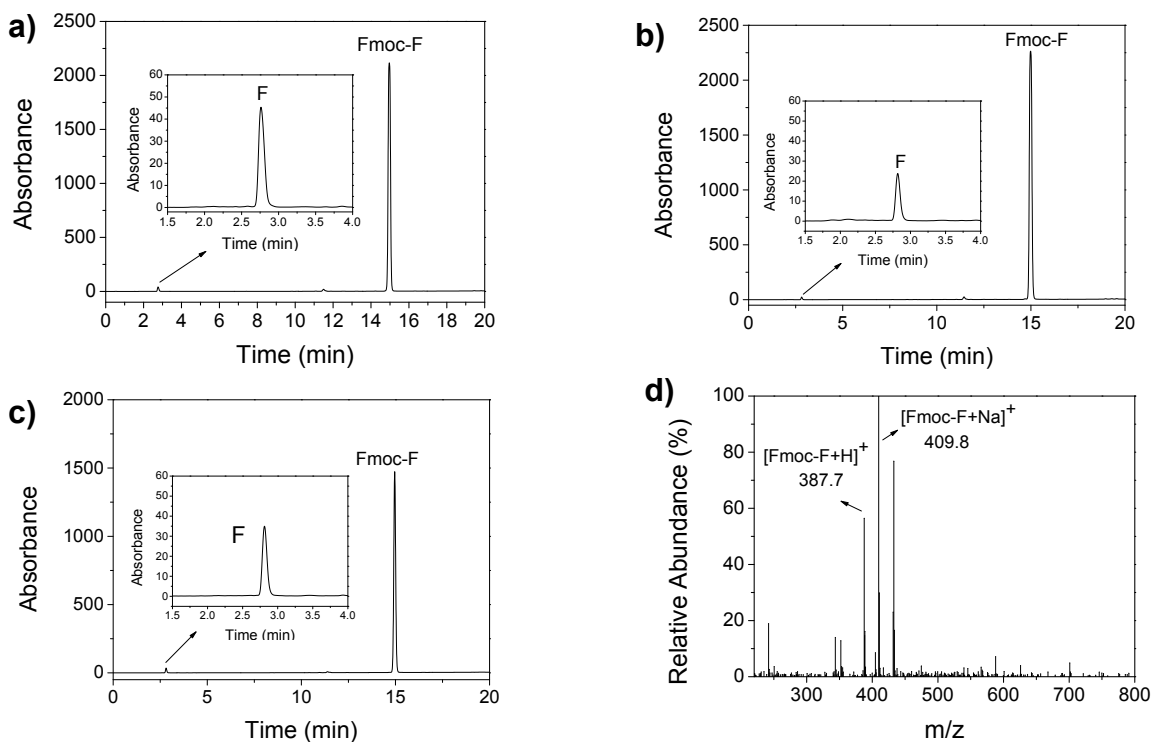 a)
2500
2000
1500
1000
500
0
Absorbance
0 2 4 6 8 10 12 14 16 18 20
Time (min)
Fmoc-F
60
50
40
30
20
10
0
Absorbance
F
1.5 2.0 2.5 3.0 3.5 4.0
Time (min)
b)
2500
2000
1500
1000
500
0
Absorbance
0 5 10 15 20
Time (min)
Fmoc-F
60
50
40
30
20
10
0
Absorbance
F
1.5 2.0 2.5 3.0 3.5 4.0
Time (min)
c)
2000
1500
1000
500
0
Absorbance
0 5 10 15 20
Time (min)
Fmoc-F
60
50
40
30
20
10
0
Absorbance
F
1.5 2.0 2.5 3.0 3.5 4.0
Time (min)
d)
100
80
60
40
20
0
Relative Abundance (%)
[Fmoc-F+Na]+
409.8
[Fmoc-F+H]+
387.7
300 400 500 600 700 800
m/z